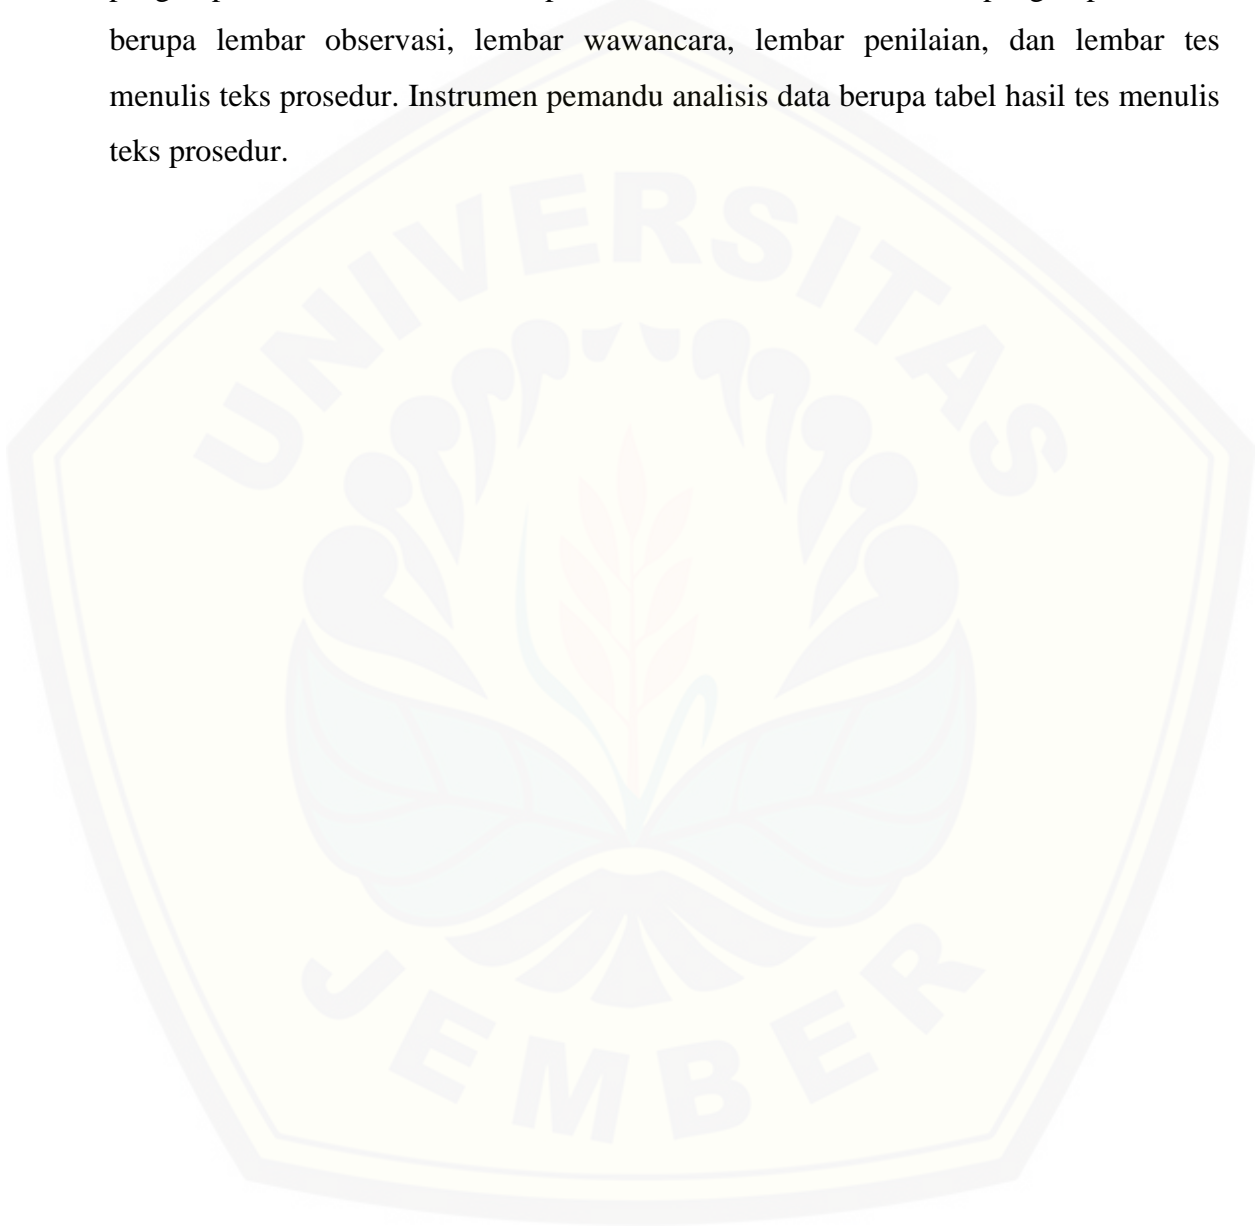 berupa lembar observasi, lembar wawancara, lembar penilaian, dan lembar tes
menulis teks prosedur. Instrumen pemandu analisis data berupa tabel hasil tes menulis
teks prosedur.
UNIVERSITAS
JEMBER